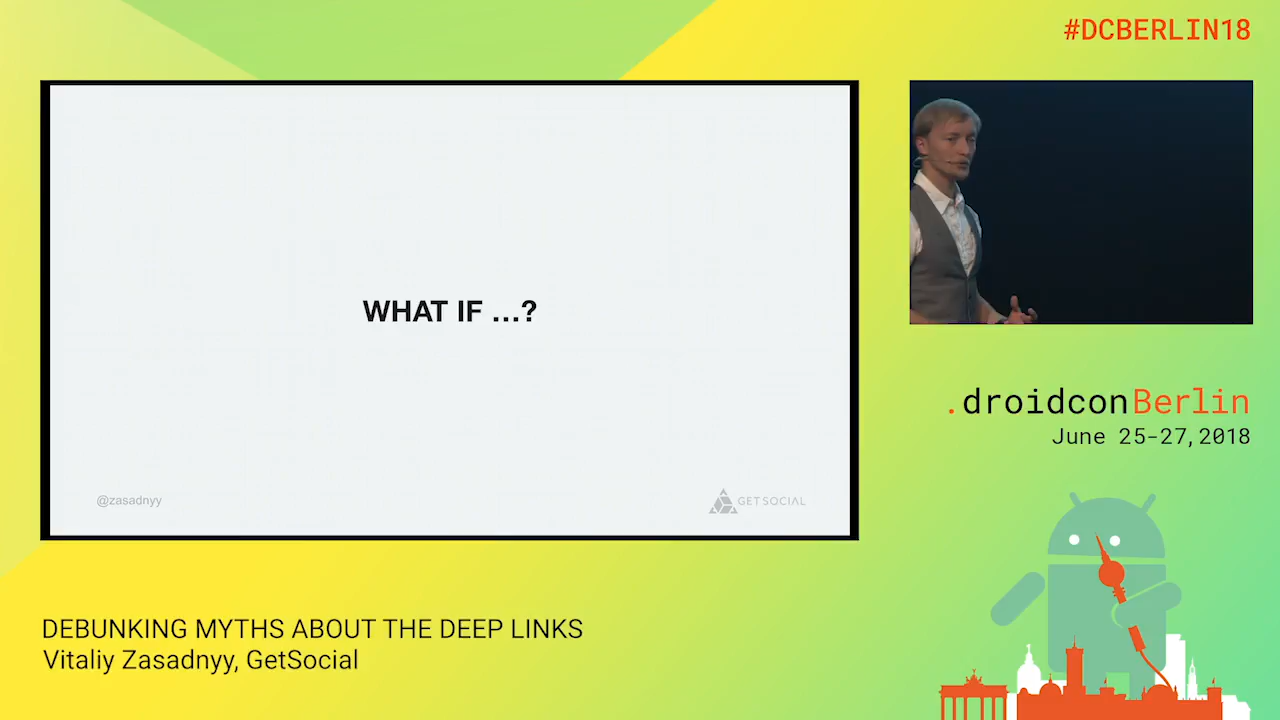 #DCBERLIN18
WHAT IF ...?
@zasadnyy
GETSOCIAL
.droidconBerlin
June 25-27, 2018
DEBUNKING MYTHS ABOUT THE DEEP LINKS
Vitaliy Zasadnyy, GetSocial